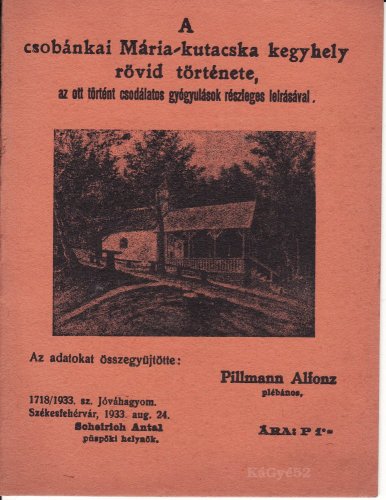 A
csobánkai Mária-kutacska kegyhely
rövid története,
az ott történt csodálatos gyógyulások részleges leírásával.
Az adatokat összegyüjtötte:
Pillmann Alfonz
plébános,
1718/1933. sz. Jóváhagyom.
Székesfehérvár, 1933. aug. 24.
Scheirich Antal
püspöki helynök.
ÁRA: P 1·-
KáGyé52